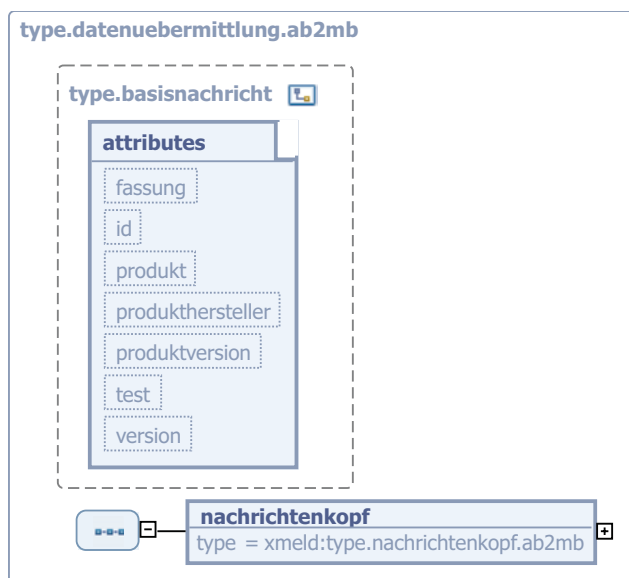 type.datenuebermittlung.ab2mb
type.basisnachricht
attributes
fassung
id
produkt
produkthersteller
produktversion
test
version
nachrichtenkopf
type = xmeld:type.nachrichtenkopf.ab2mb